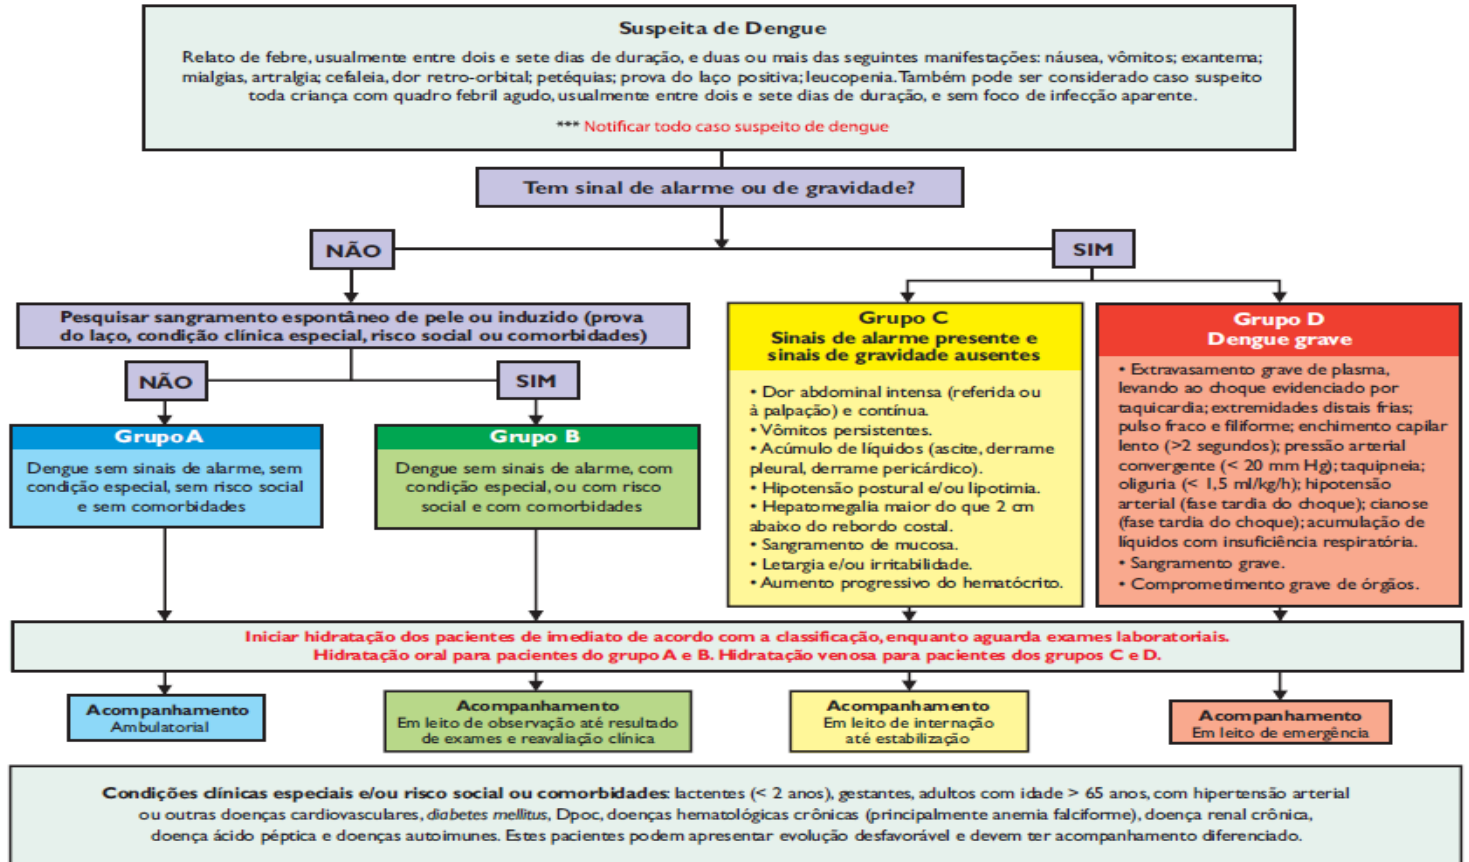 Suspeita de Dengue
Relato de febre, usualmente entre dois e sete dias de duração, e duas ou mais das seguintes manifestações: náusea, vômitos; exantema;
mialgias, artralgia; cefaleia, dor retro-orbital; petéquias; prova do laço positiva; leucopenia. Também pode ser considerado caso suspeito
toda criança com quadro febril agudo, usualmente entre dois e sete dias de duração, e sem foco de infecção aparente.
*** Notificar todo caso suspeito de dengue
Tem sinal de alarme ou de gravidade?
NÃO
SIM
Pesquisar sangramento espontâneo de pele ou induzido (prova
do laço, condição clínica especial, risco social ou comorbidades)
NÃO
SIM
Grupo A
Dengue sem sinais de alarme, sem
condição especial, sem risco social
e sem comorbidades
Grupo B
Dengue sem sinais de alarme, com
condição especial, ou com risco
social e com comorbidades
Grupo C
Sinais de alarme presente e
sinais de gravidade ausentes
• Dor abdominal intensa (referida ou
à palpação) e contínua.
• Vômitos persistentes.
• Acúmulo de líquidos (ascite, derrame
pleural, derrame pericárdico).
• Hipotensão postural e/ou lipotimia.
• Hepatomegalia maior do que 2 cm
abaixo do rebordo costal.
• Sangramento de mucosa.
• Letargia e/ou irritabilidade.
• Aumento progressivo do hematócrito.
Grupo D
Dengue grave
• Extravasamento grave de plasma,
levando ao choque evidenciado por
taquicardia; extremidades distais frias;
pulso fraco e filiforme; enchimento capilar
lento (>2 segundos); pressão arterial
convergente (< 20 mm Hg); taquipneia;
oliguria (< 1,5 ml/kg/h); hipotensão
arterial (fase tardia do choque); cianose
(fase tardia do choque); acumulação de
líquidos com insuficiência respiratória.
• Sangramento grave.
• Comprometimento grave de órgãos.
Iniciar hidratação dos pacientes de imediato de acordo com a classificação, enquanto aguarda exames laboratoriais.
Hidratação oral para pacientes do grupo A e B. Hidratação venosa para pacientes dos grupos C e D.
Acompanhamento
Ambulatorial
Acompanhamento
Em leito de observação até resultado
de exames e reavaliação clínica
Acompanhamento
Em leito de internação
até estabilização
Acompanhamento
Em leito de emergência
Condições clínicas especiais e/ou risco social ou comorbidades: lactentes (< 2 anos), gestantes, adultos com idade > 65 anos, com hipertensão arterial
ou outras doenças cardiovasculares, diabetes mellitus, Dpoc, doenças hematológicas crônicas (principalmente anemia falciforme), doença renal crônica,
doença ácido péptica e doenças autoimunes. Estes pacientes podem apresentar evolução desfavorável e devem ter acompanhamento diferenciado.